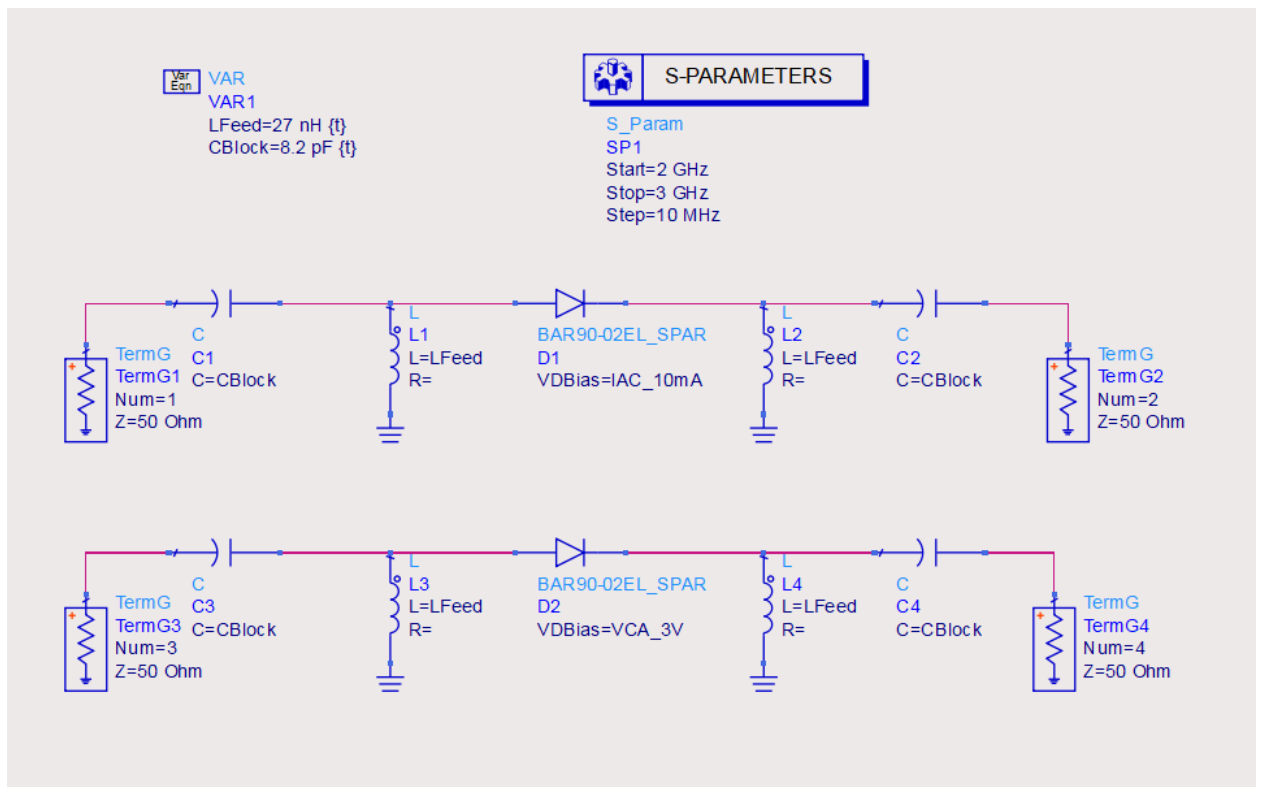 Var
Eqn
VAR
VAR1
LFeed=27 nH {t}
CBlock=8.2 pF {t}
S-PARAMETERS
S_Param
SP1
Start=2 GHz
Stop=3 GHz
Step=10 MHz
TermG
TermG1
Num=1
Z=50 Ohm
C
C1
C=CBlock
L
L1
L=LFeed
R=
BAR90-02EL_SPAR
D1
VDBias=IAC_10mA
L
L2
L=LFeed
R=
C
C2
C=CBlock
TermG
TermG2
Num=2
Z=50 Ohm
TermG
TermG3
Num=3
Z=50 Ohm
C
C3
C=CBlock
L
L3
L=LFeed
R=
BAR90-02EL_SPAR
D2
VDBias=VCA_3V
L
L4
L=LFeed
R=
C
C4
C=CBlock
TermG
TermG4
Num=4
Z=50 Ohm